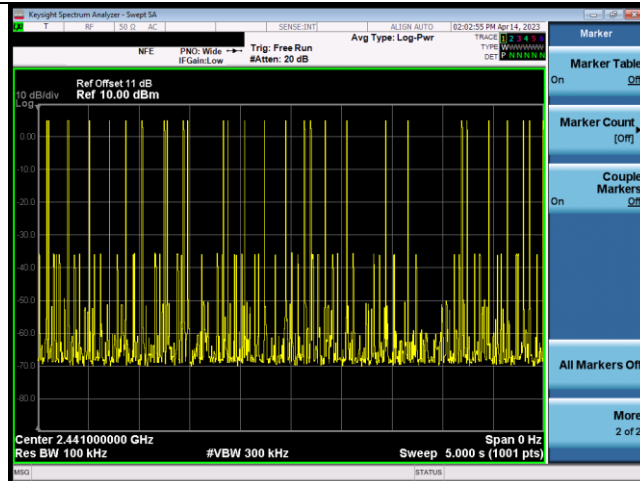 Keysight Spectrum Analyzer - Swept SA
T RF 50 Ω AC SENSE:INT ALIGN AUTO 02:02:55 PM Apr 14, 2023
Marker
Avg Type: Log-Pwr
TRACE 1 2 3 4 5 6
NFE PNO: Wide Trig: Free Run
TYPE W
IFGain:Low #Atten: 20 dB
DET P N N N N N
Marker Table
On Off
Ref Offset 11 dB
10 dB/div Ref 10.00 dBm
Log
Marker Count
[Off]
0.00
-10.0
Couple
Markers
On Off
-20.0
-30.0
-40.0
-50.0
-60.0
-70.0
All Markers Off
-80.0
More
2 of 2
Center 2.441000000 GHz Span 0 Hz
Res BW 100 kHz #VBW 300 kHz Sweep 5.000 s (1001 pts)
MSG STATUS